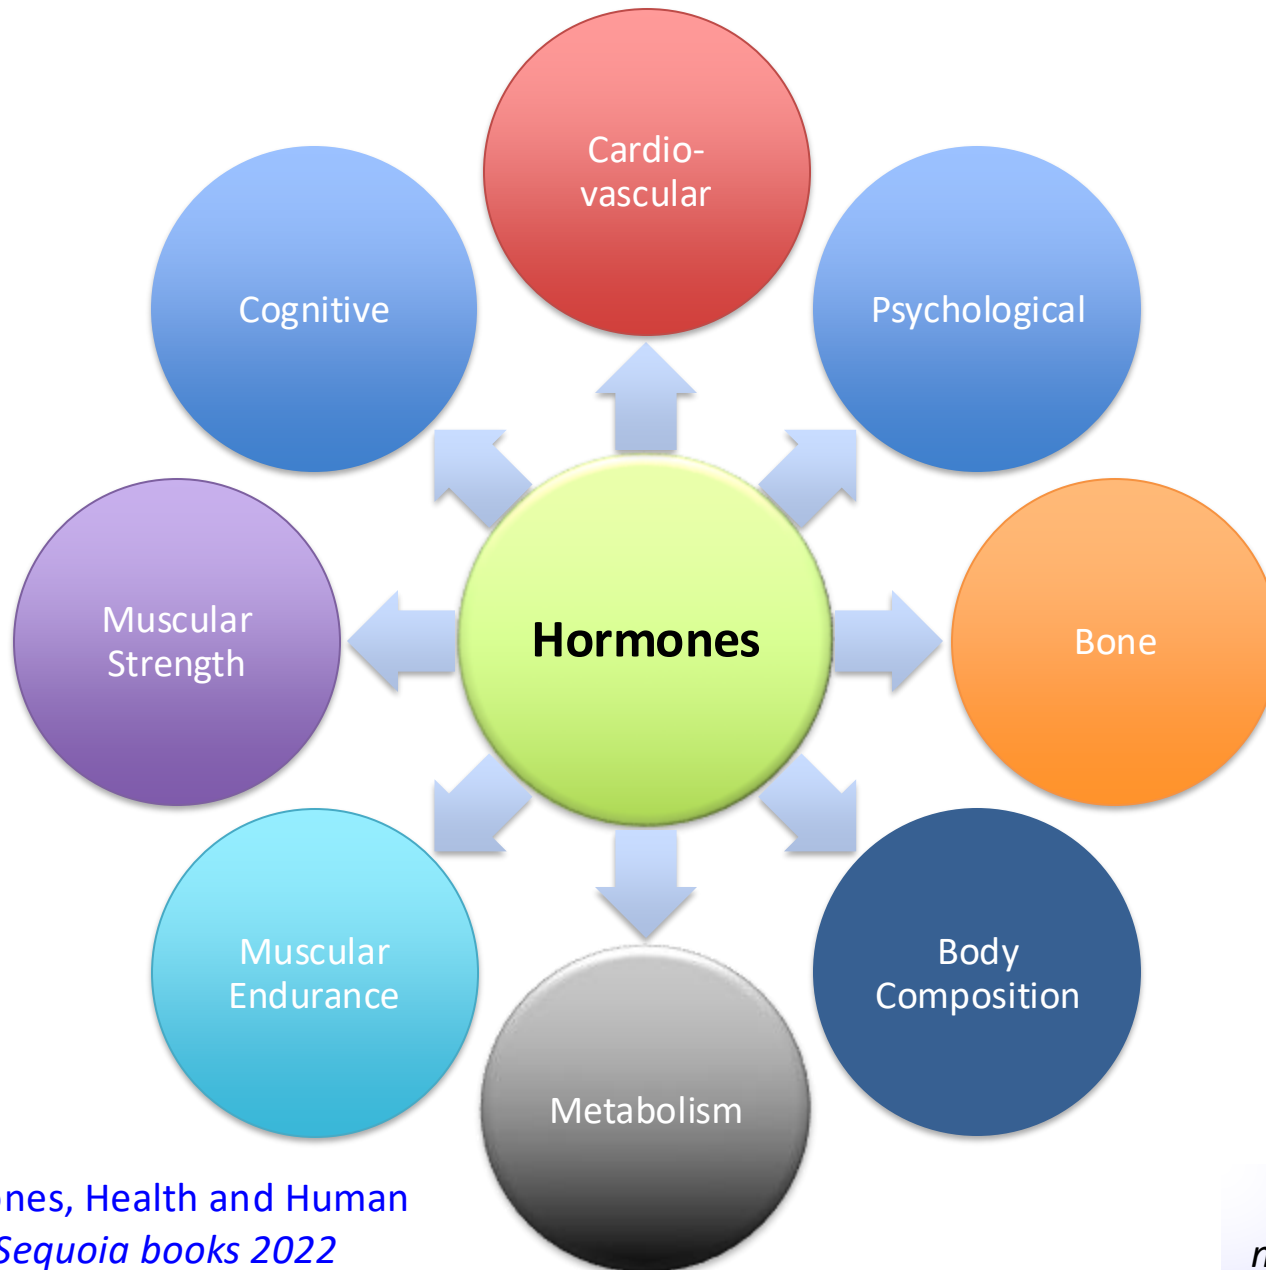 Cardio-
vascular
Cognitive
Psychological
Muscular
Strength
Hormones
Bone
Muscular
Endurance
Body
Composition
Metabolism
Health and Human
Sequoia books 2022